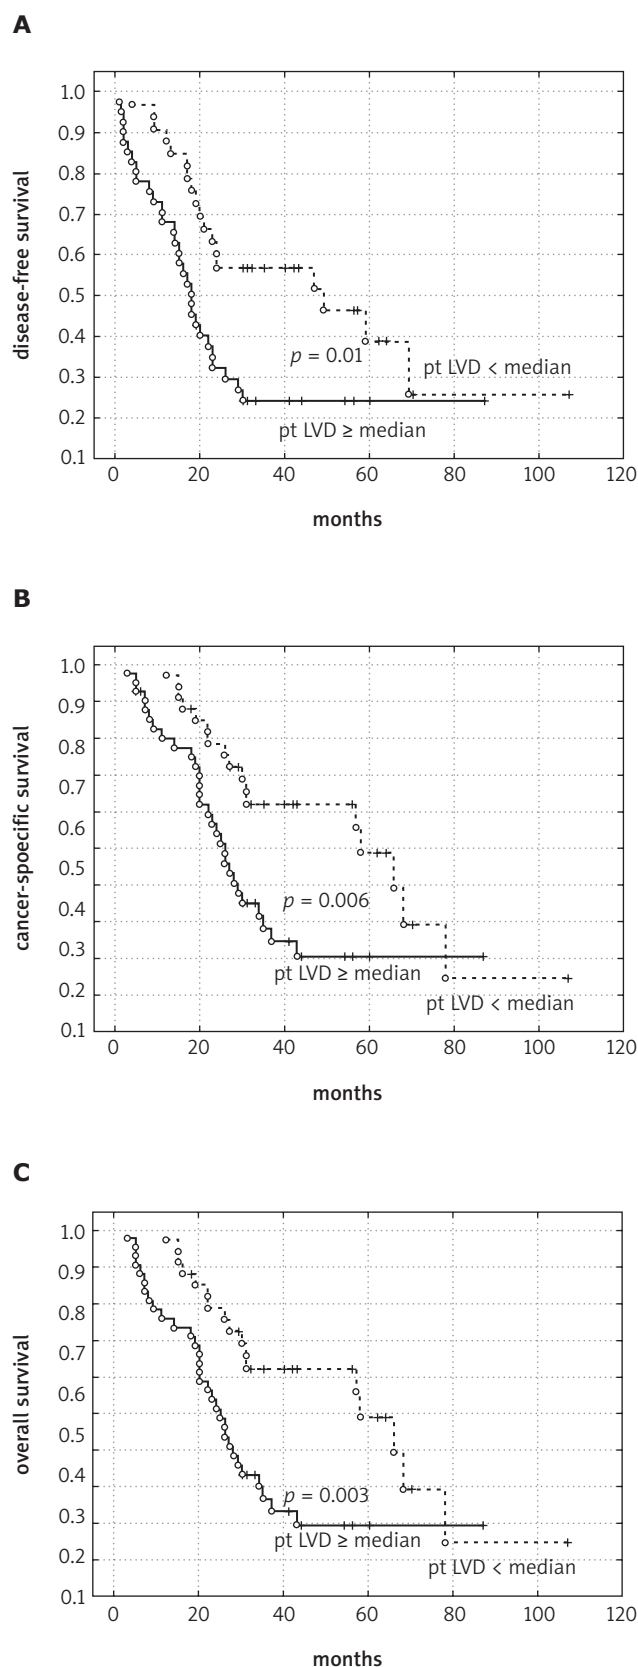 A
1.0
0.9
0.8
0.7
0.6
0.5
0.4
0.3
0.2
0.1
disease-free survival
p = 0.01
pt LVD < median
pt LVD ≥ median
0 20 40 60 80 100 120
months
B
1.0
0.9
0.8
0.7
0.6
0.5
0.4
0.3
0.2
0.1
cancer-spoecific survival
p = 0.006
pt LVD ≥ median
pt LVD < median
0 20 40 60 80 100 120
months
C
1.0
0.9
0.8
0.7
0.6
0.5
0.4
0.3
0.2
0.1
overall survival
p = 0.003
pt LVD ≥ median
pt LVD < median
0 20 40 60 80 100 120
months